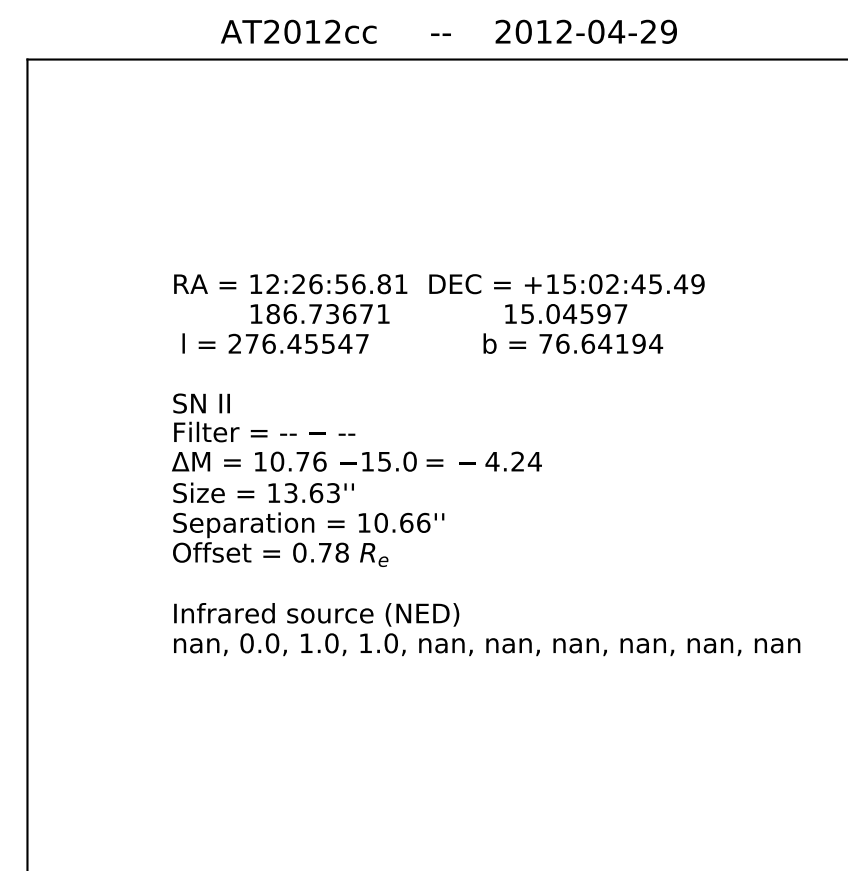 AT2012cc -- 2012-04-29
RA = 12:26:56.81 DEC = +15:02:45.49
186.73671 15.04597
l = 276.45547 b = 76.64194
SN II
Filter = -- − --
ΔM = 10.76 −15.0 = − 4.24
Size = 13.63''
Separation = 10.66''
Offset = 0.78 Rₑ
Infrared source (NED)
nan, 0.0, 1.0, 1.0, nan, nan, nan, nan, nan, nan